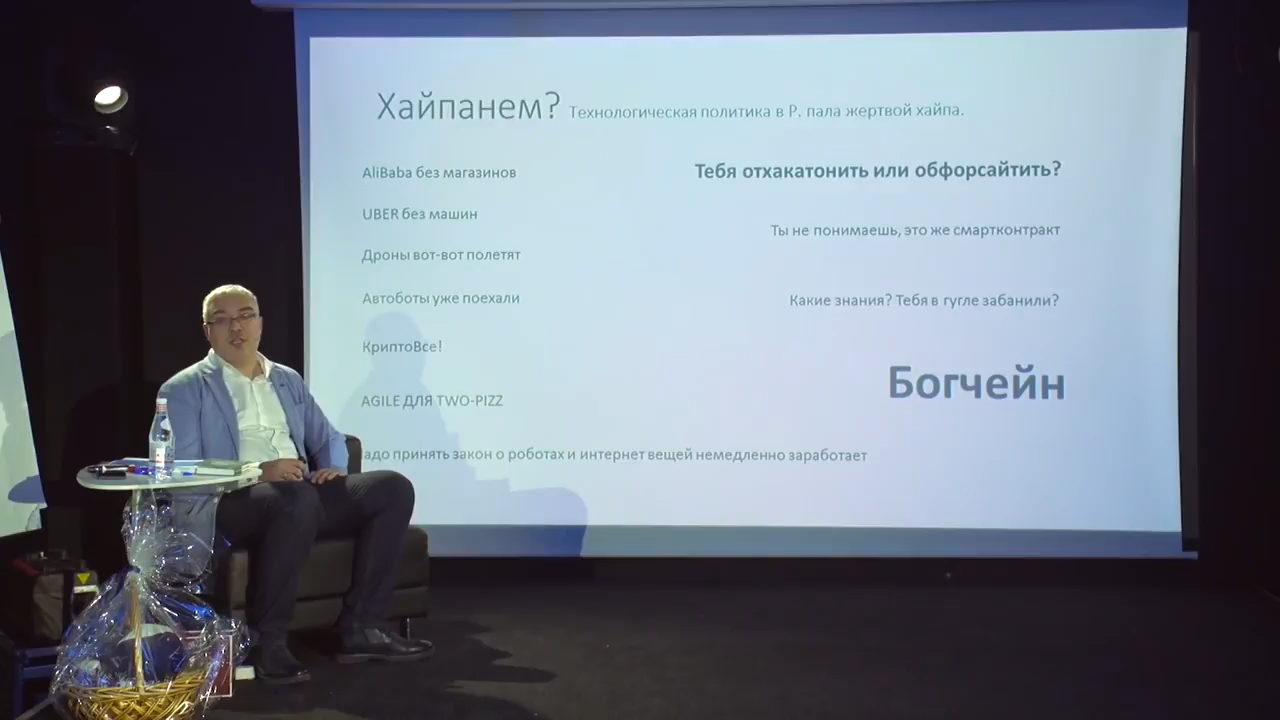 Хайпанем? Технологическая политика в Р. пала жертвой хайпа.
AliBaba без магазинов
Тебя отхакатонить или обфорсайтить?
UBER без машин
Ты не понимаешь, это же смартконтракт
Дроны вот-вот полетят
Автоботы уже поехали
Какие знания? Тебя в гугле забанили?
КриптоВсе!
Богчейн
AGILE ДЛЯ TWO-PIZZ
адо принять закон о роботах и интернет вещей немедленно заработает